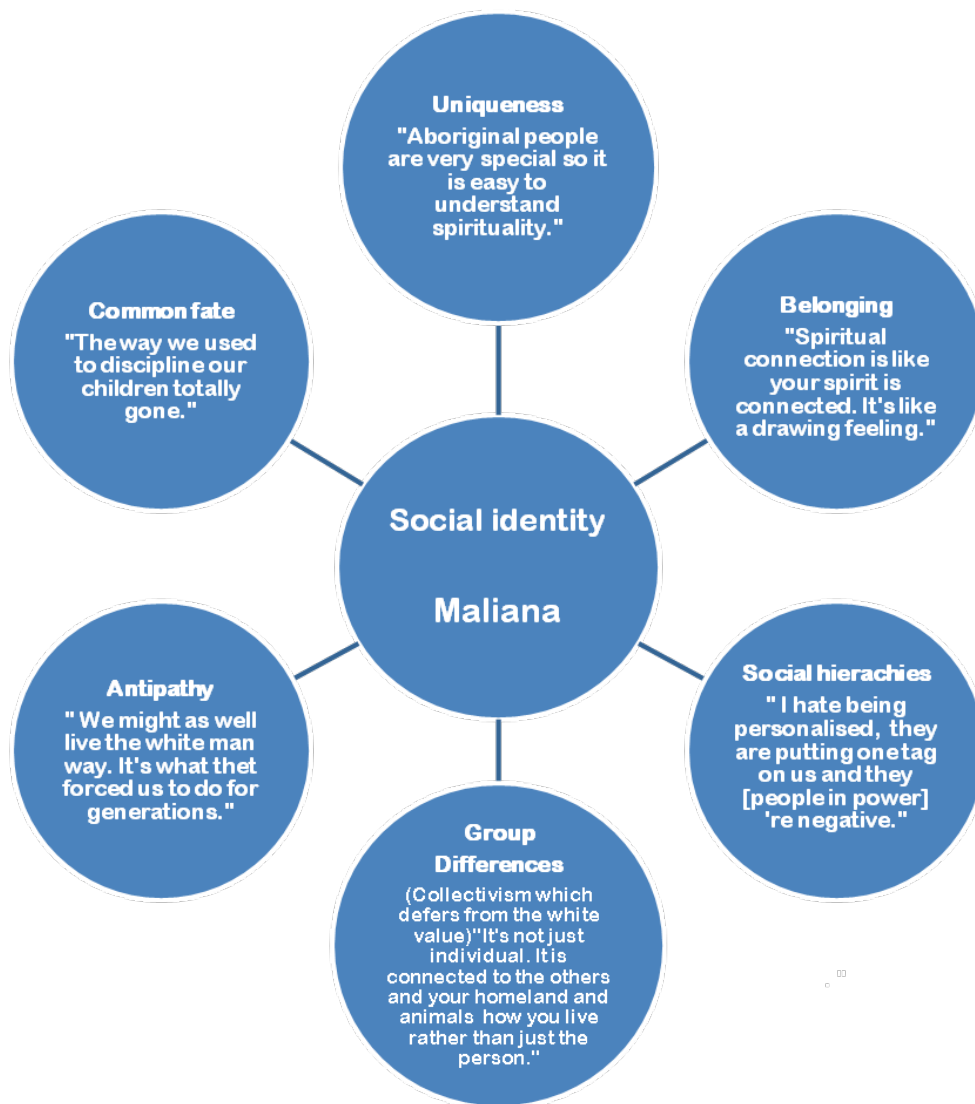 Uniqueness
"Aboriginal people
are very special so it
is easy to
understand
spirituality."
Common fate
"The way we used
to discipline our
children totally
gone."
Belonging
"Spiritual
connection is like
your spirit is
connected. It's like
a drawing feeling."
Social identity
Maliana
Antipathy
" We might as well
live the white man
way. It's what thet
forced us to do for
generations."
Social hierachies
" I hate being
personalised, they
are putting one tag
on us and they
[people in power]
're negative."
Group
Differences
(Collectivism which
defers from the white
value)"It's not just
individual. It is
connected to the others
and your homeland and
animals how you live
rather than just the
person."